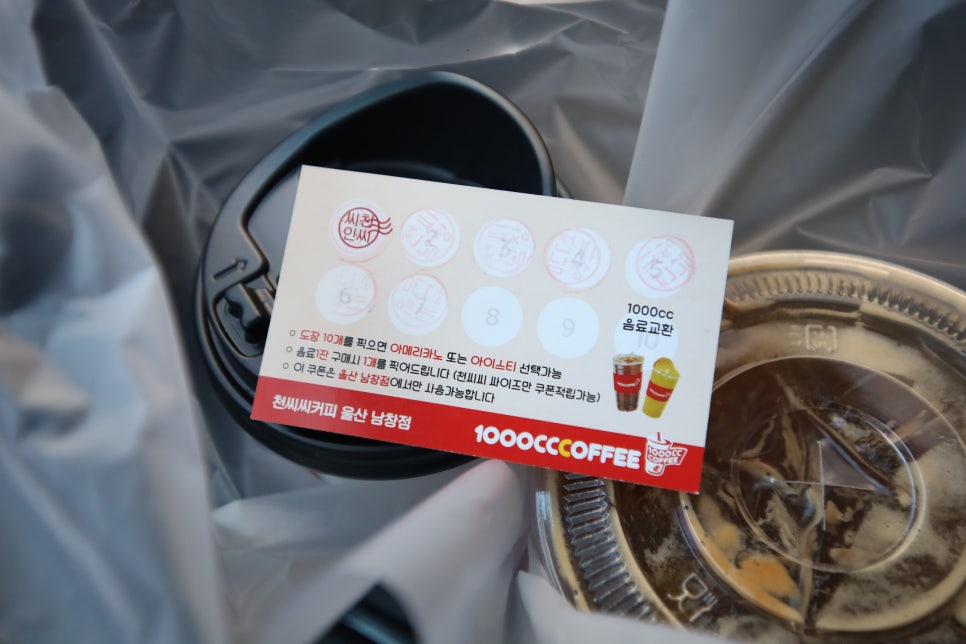 씨천
인씨
2
3
4
5
6
7
8
9
10
1000cc
음료교환
○ 도장 10개를 찍으면 아메리카노 또는 아이스티 선택가능
○ 음료1잔 구매시 1개를 찍어드립니다 (천씨씨 싸이즈만 쿠폰적립가능)
○ 이 쿠폰은 울산 남창점에서만 사용가능합니다
천씨씨커피 울산 남창점
1000CCCOFFEE
1000CC
COFFEE